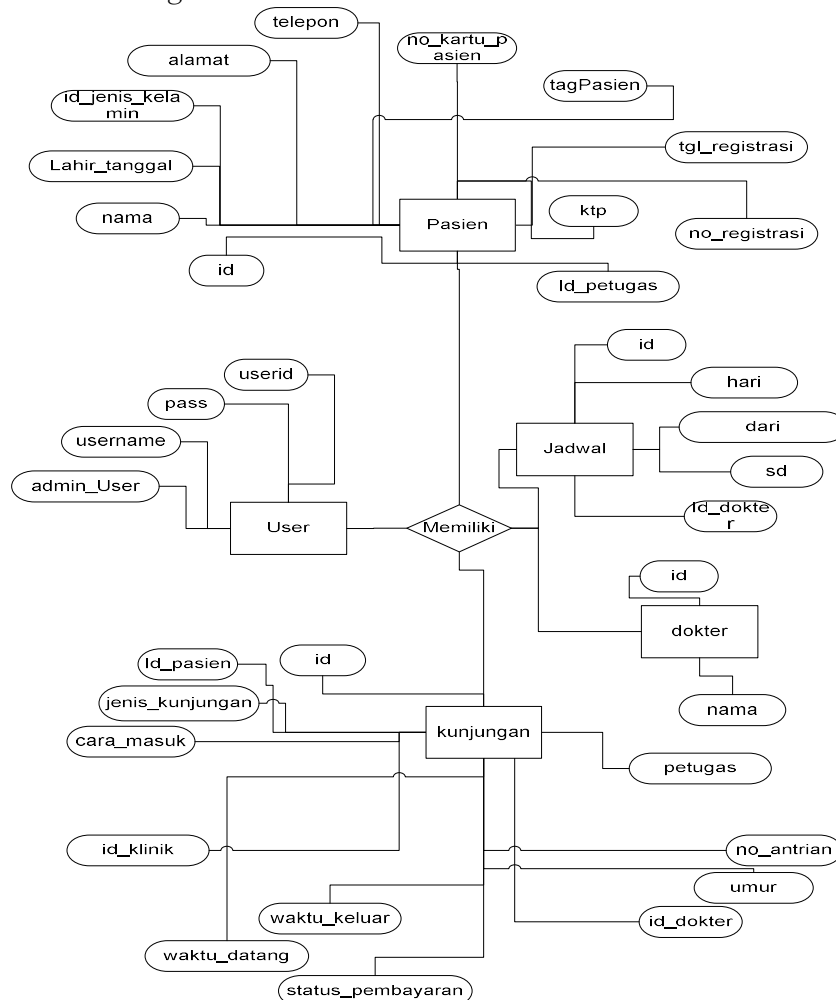 telepon
no_kartu_p
asien
alamat
tagPasien
id_jenis_kela
min
tgl_registrasi
Lahir_tanggal
ktp
nama
Pasien
no_registrasi
id
Id_petugas
id
userid
hari
pass
dari
username
Jadwal
sd
admin_User
Id_dokte
r
User
Memiliki
id
dokter
Id_pasien
id
jenis_kunjungan
nama
kunjungan
cara_masuk
petugas
id_klinik
no_antrian
umur
waktu_keluar
id_dokter
waktu_datang
status_pembayaran